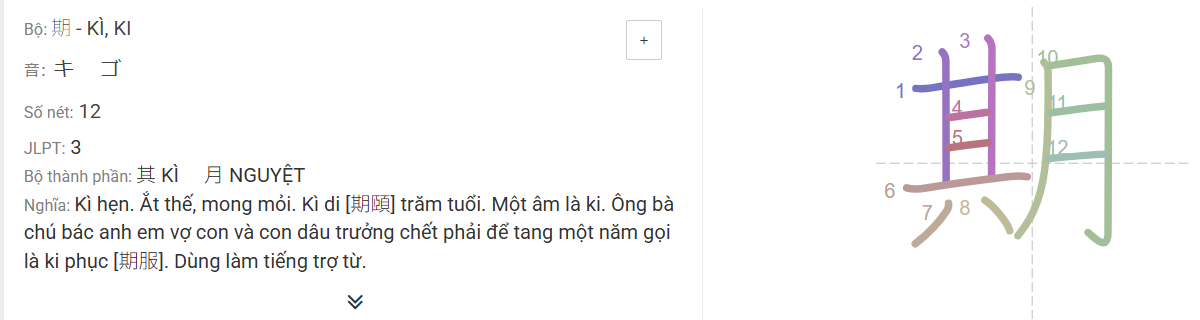 Bộ: 期 - KÌ, KI
+
音: キ ゴ
Số nét: 12
JLPT: 3
Bộ thành phần: 其 KÌ 月 NGUYỆT
Nghĩa: Kì hẹn. Ắt thế, mong mỏi. Kì di [期頤] trăm tuổi. Một âm là ki. Ông bà
chú bác anh em vợ con và con dâu trưởng chết phải để tang một năm gọi
là ki phục [期服]. Dùng làm tiếng trợ từ.
期
1
2
3
4
5
6
7
8
9
10
11
12